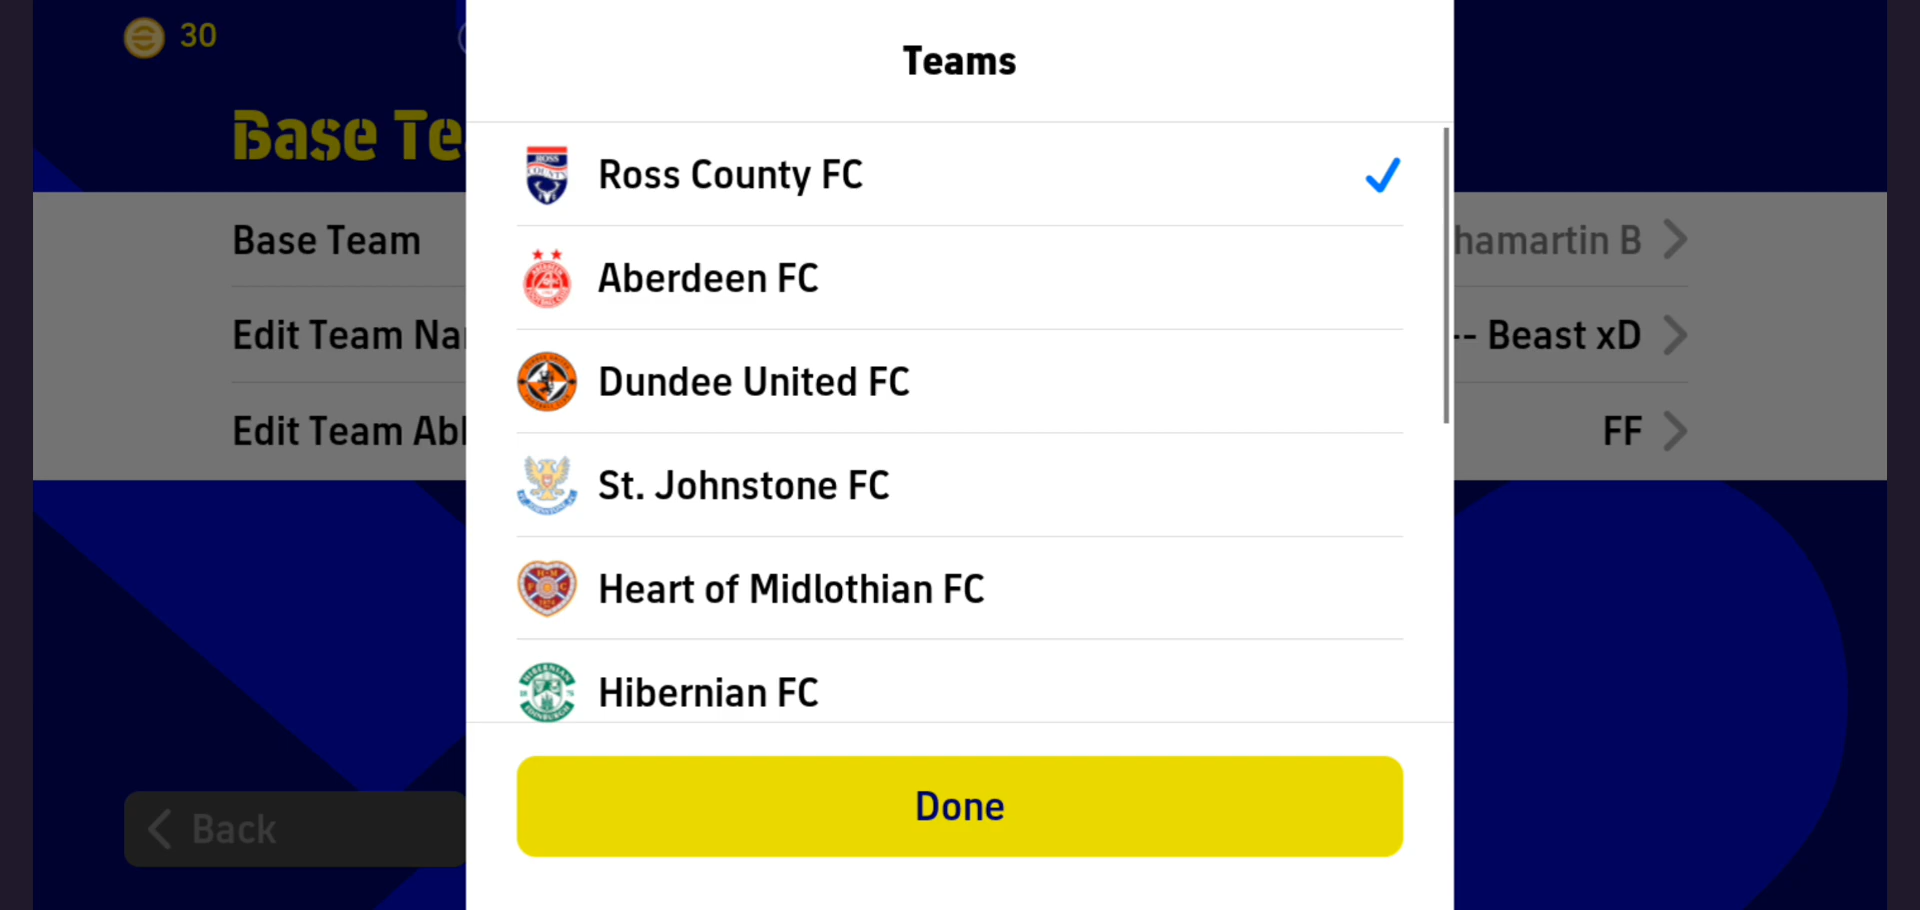 30
Teams
Base Te
Ross County FC
Aberdeen FC
Base Team
hamartin B
Edit Team Na
-- Beast xD
Dundee United FC
Edit Team Ab
FF
St. Johnstone FC
Heart of Midlothian FC
Hibernian FC
Done
Back